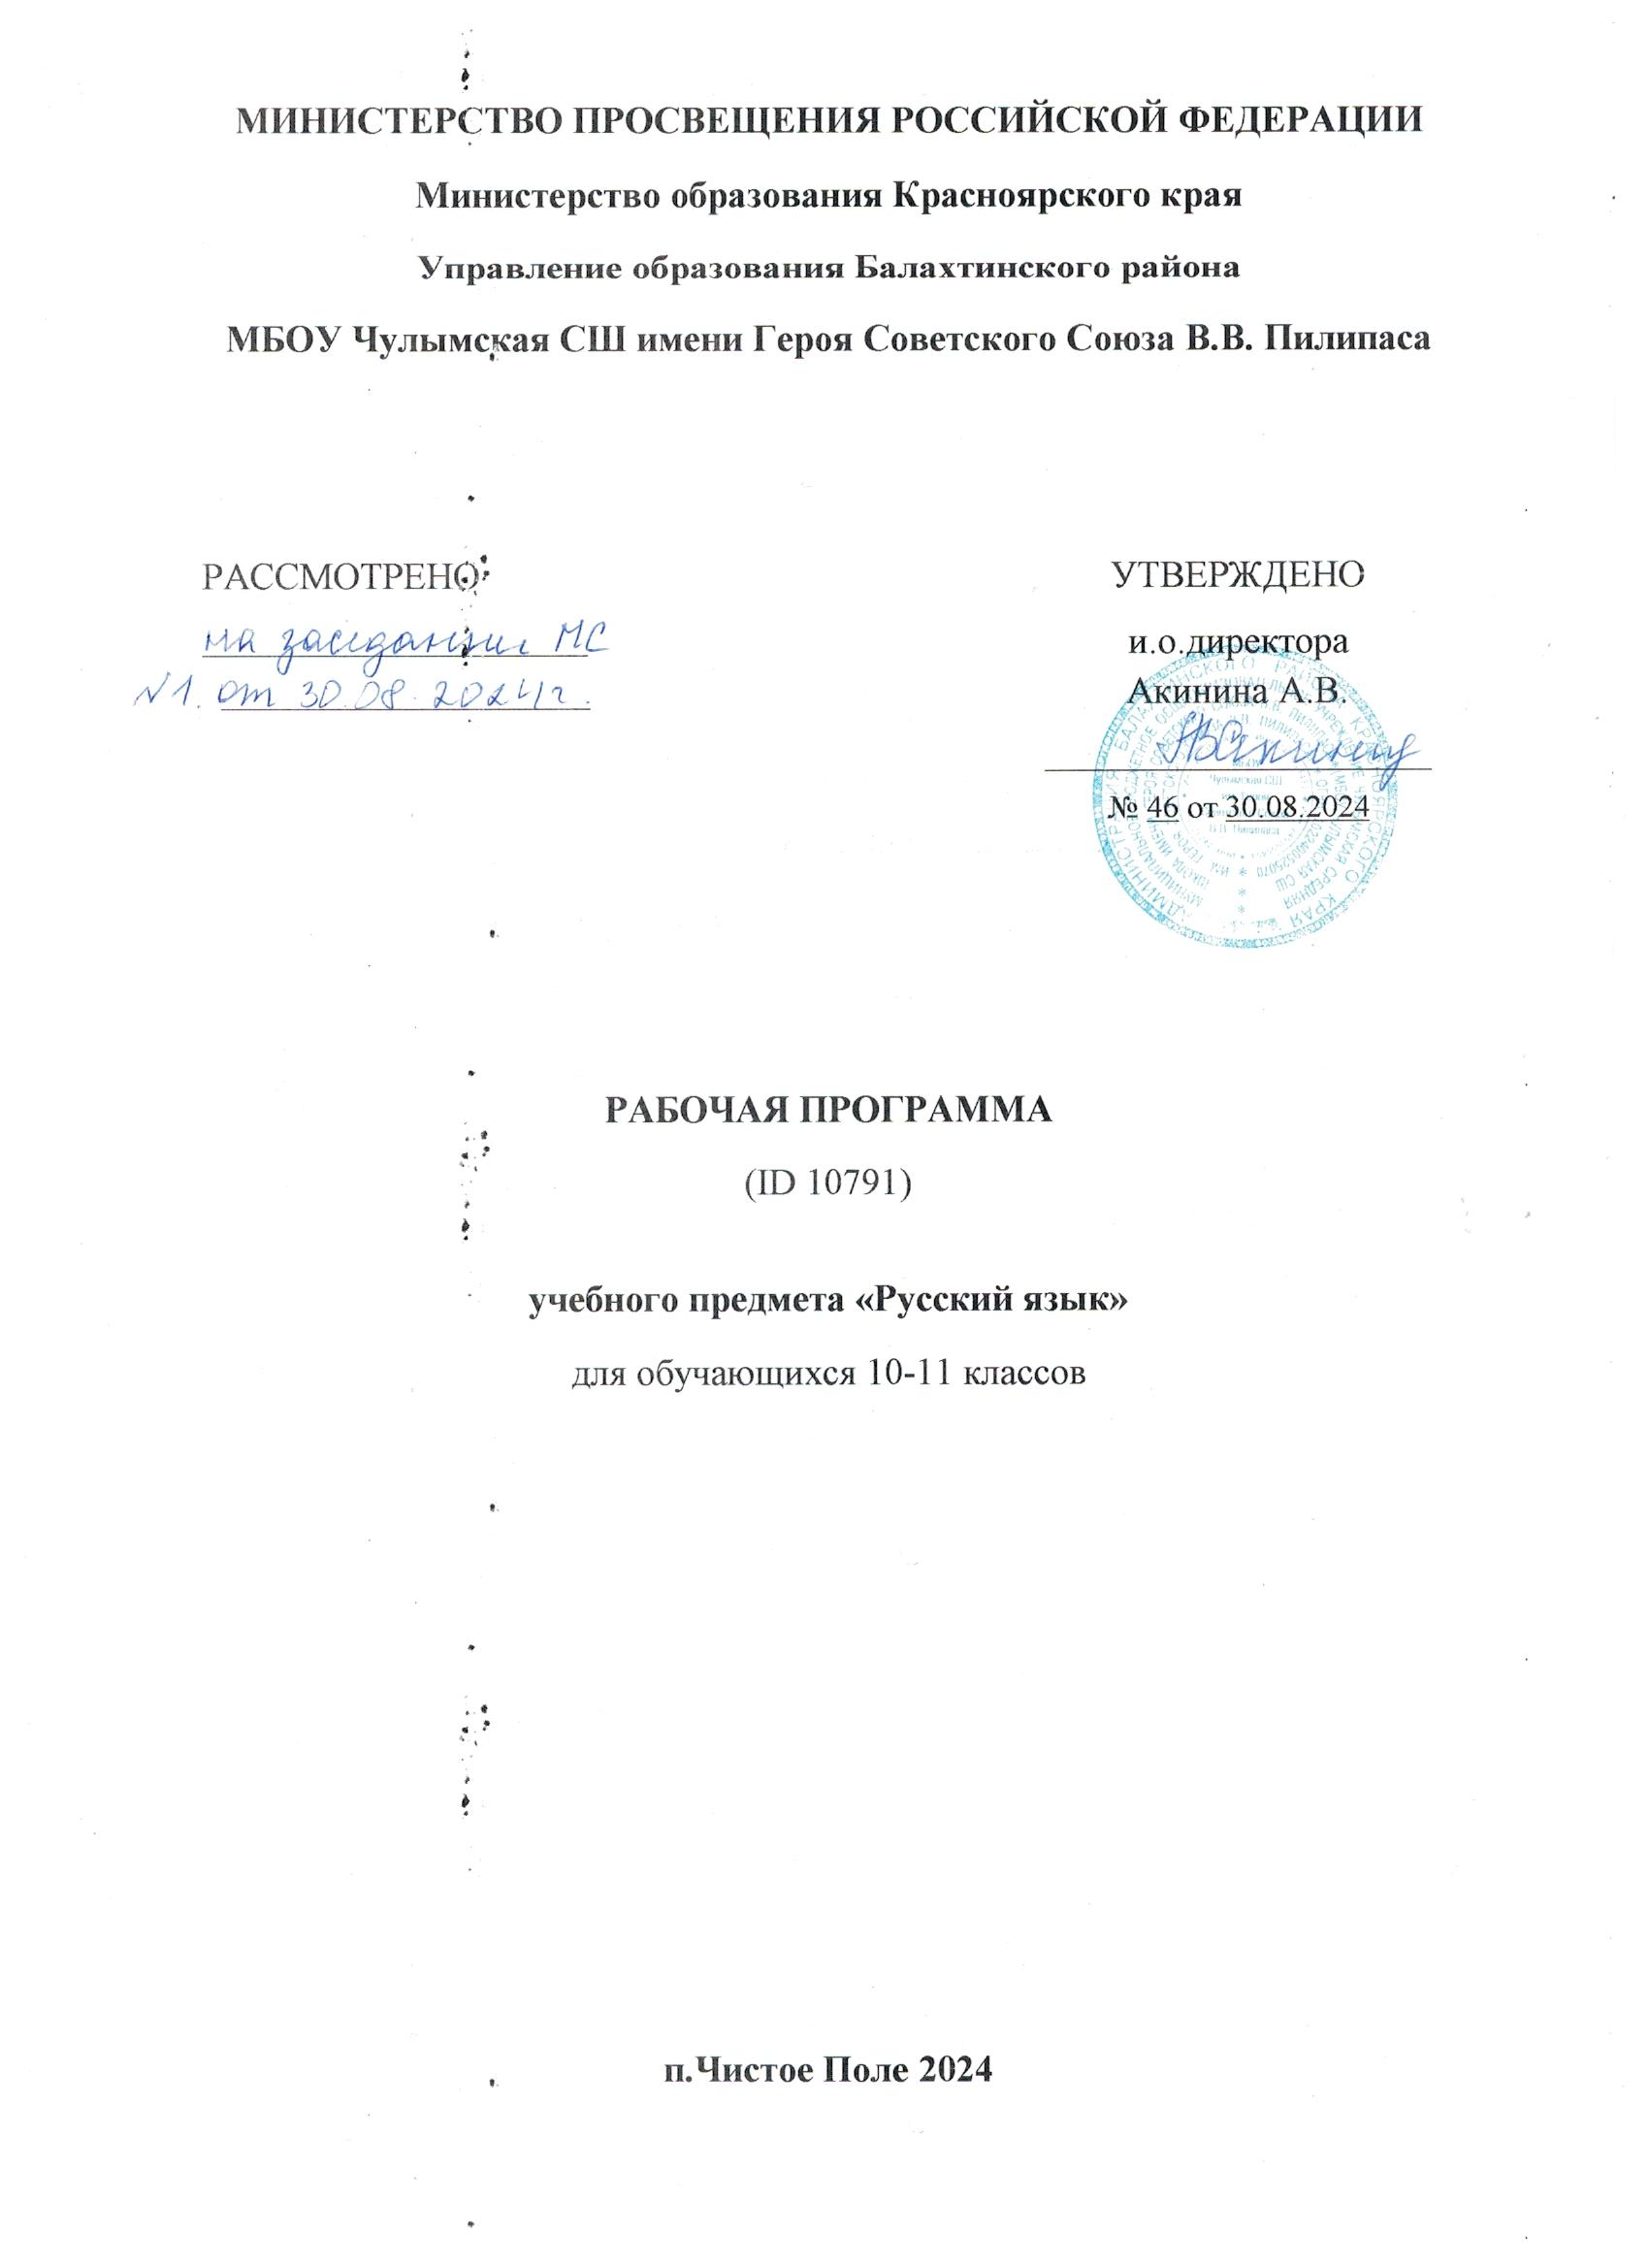 МИНИСТЕРСТВО ПРОСВЕЩЕНИЯ РОССИЙСКОЙ ФЕДЕРАЦИИ
Министерство образования Красноярского края
Управление образования Балахтинского района
МБОУ Чулымская СШ имени Героя Советского Союза В.В. Пилипаса
РАССМОТРЕНО
на заседании МС
№1. от 30.08.2024г.
УТВЕРЖДЕНО
и.о.директора
Акинина А.В.
№ 46 от 30.08.2024
РАБОЧАЯ ПРОГРАММА
(ID 10791)
учебного предмета «Русский язык»
для обучающихся 10-11 классов
п.Чистое Поле 2024